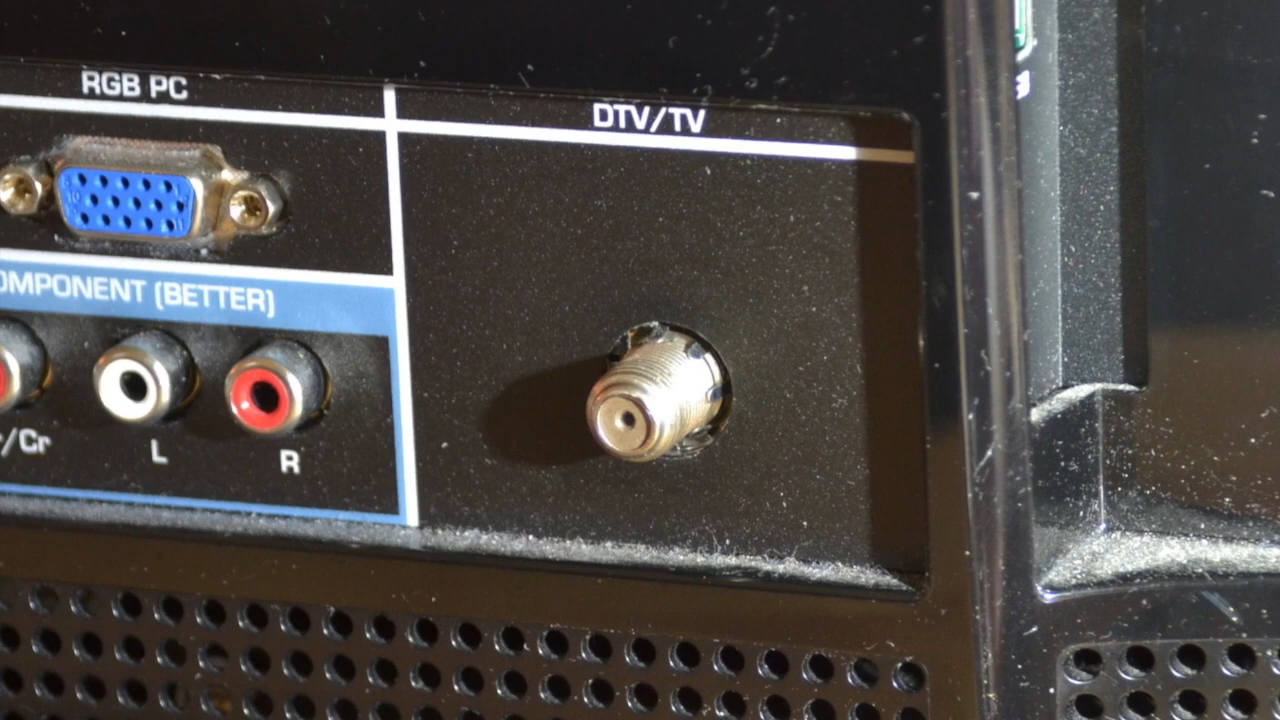 RGB PC
DTV/TV
OMPONENT (BETTER)
/Cr
L
R